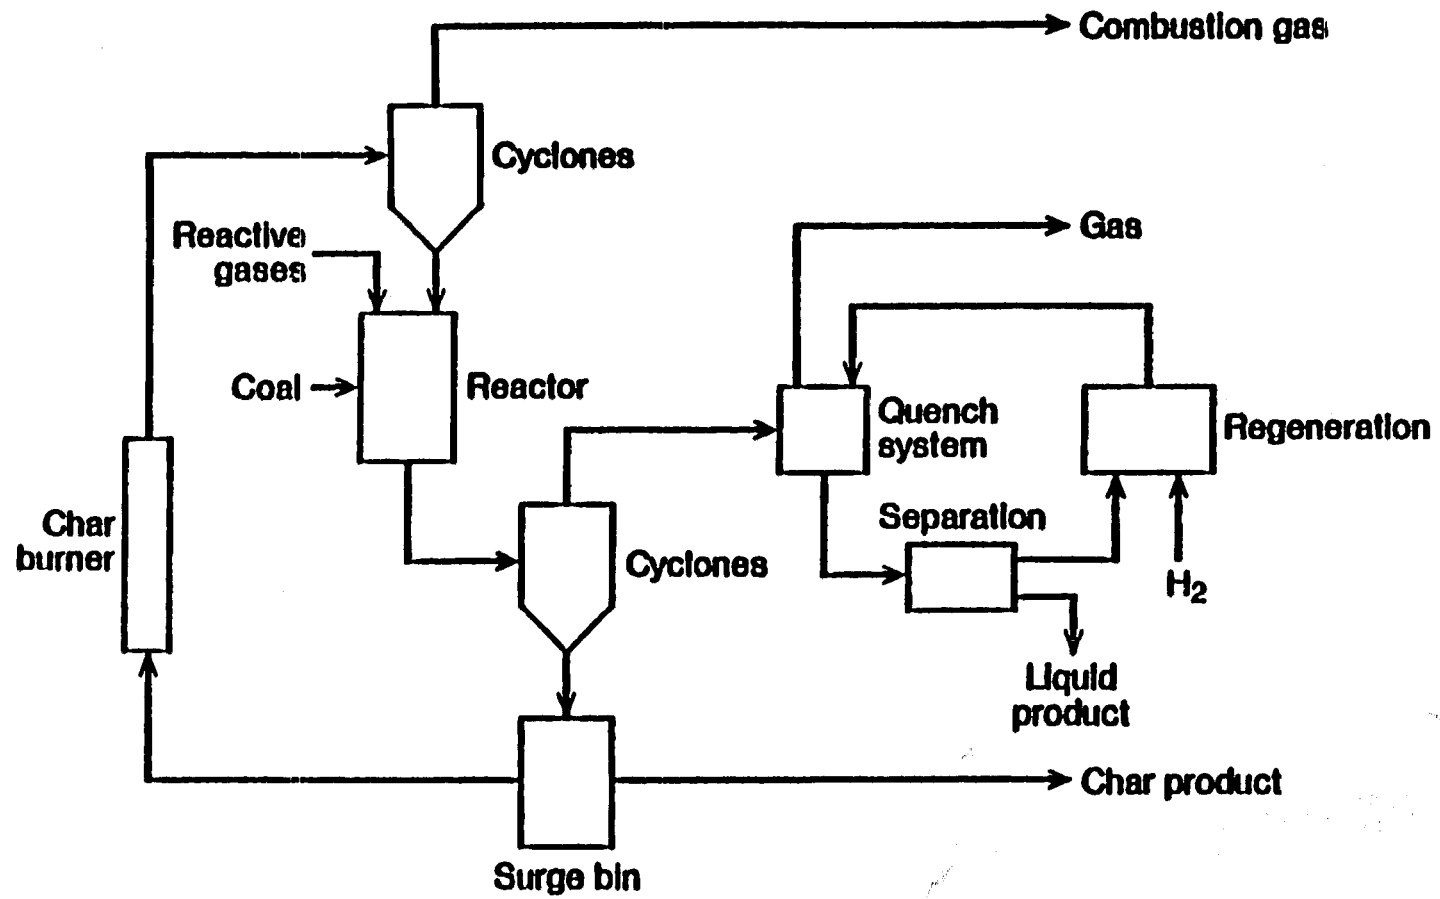 Combustion gas
Cyclones
Reactive
gases
Gas
Coal
Reactor
Quench
system
Regeneration
Char
burner
Separation
Cyclones
H2
Liquid
product
Char product
Surge bin